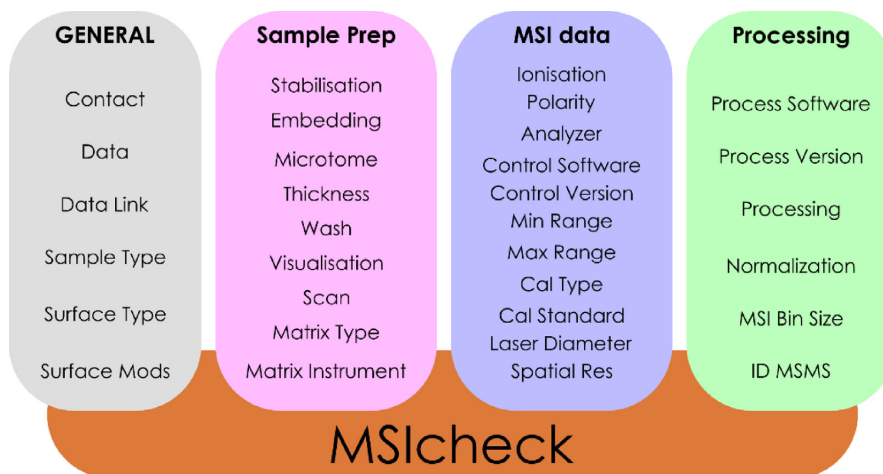 GENERAL
Contact
Data
Data Link
Sample Type
Surface Type
Surface Mods
Sample Prep
Stabilisation
Embedding
Microtome
Thickness
Wash
Visualisation
Scan
Matrix Type
Matrix Instrument
MSI data
Ionisation
Polarity
Analyzer
Control Software
Control Version
Min Range
Max Range
Cal Type
Cal Standard
Laser Diameter
Spatial Res
Processing
Process Software
Process Version
Processing
Normalization
MSI Bin Size
ID MSMS
MSIcheck